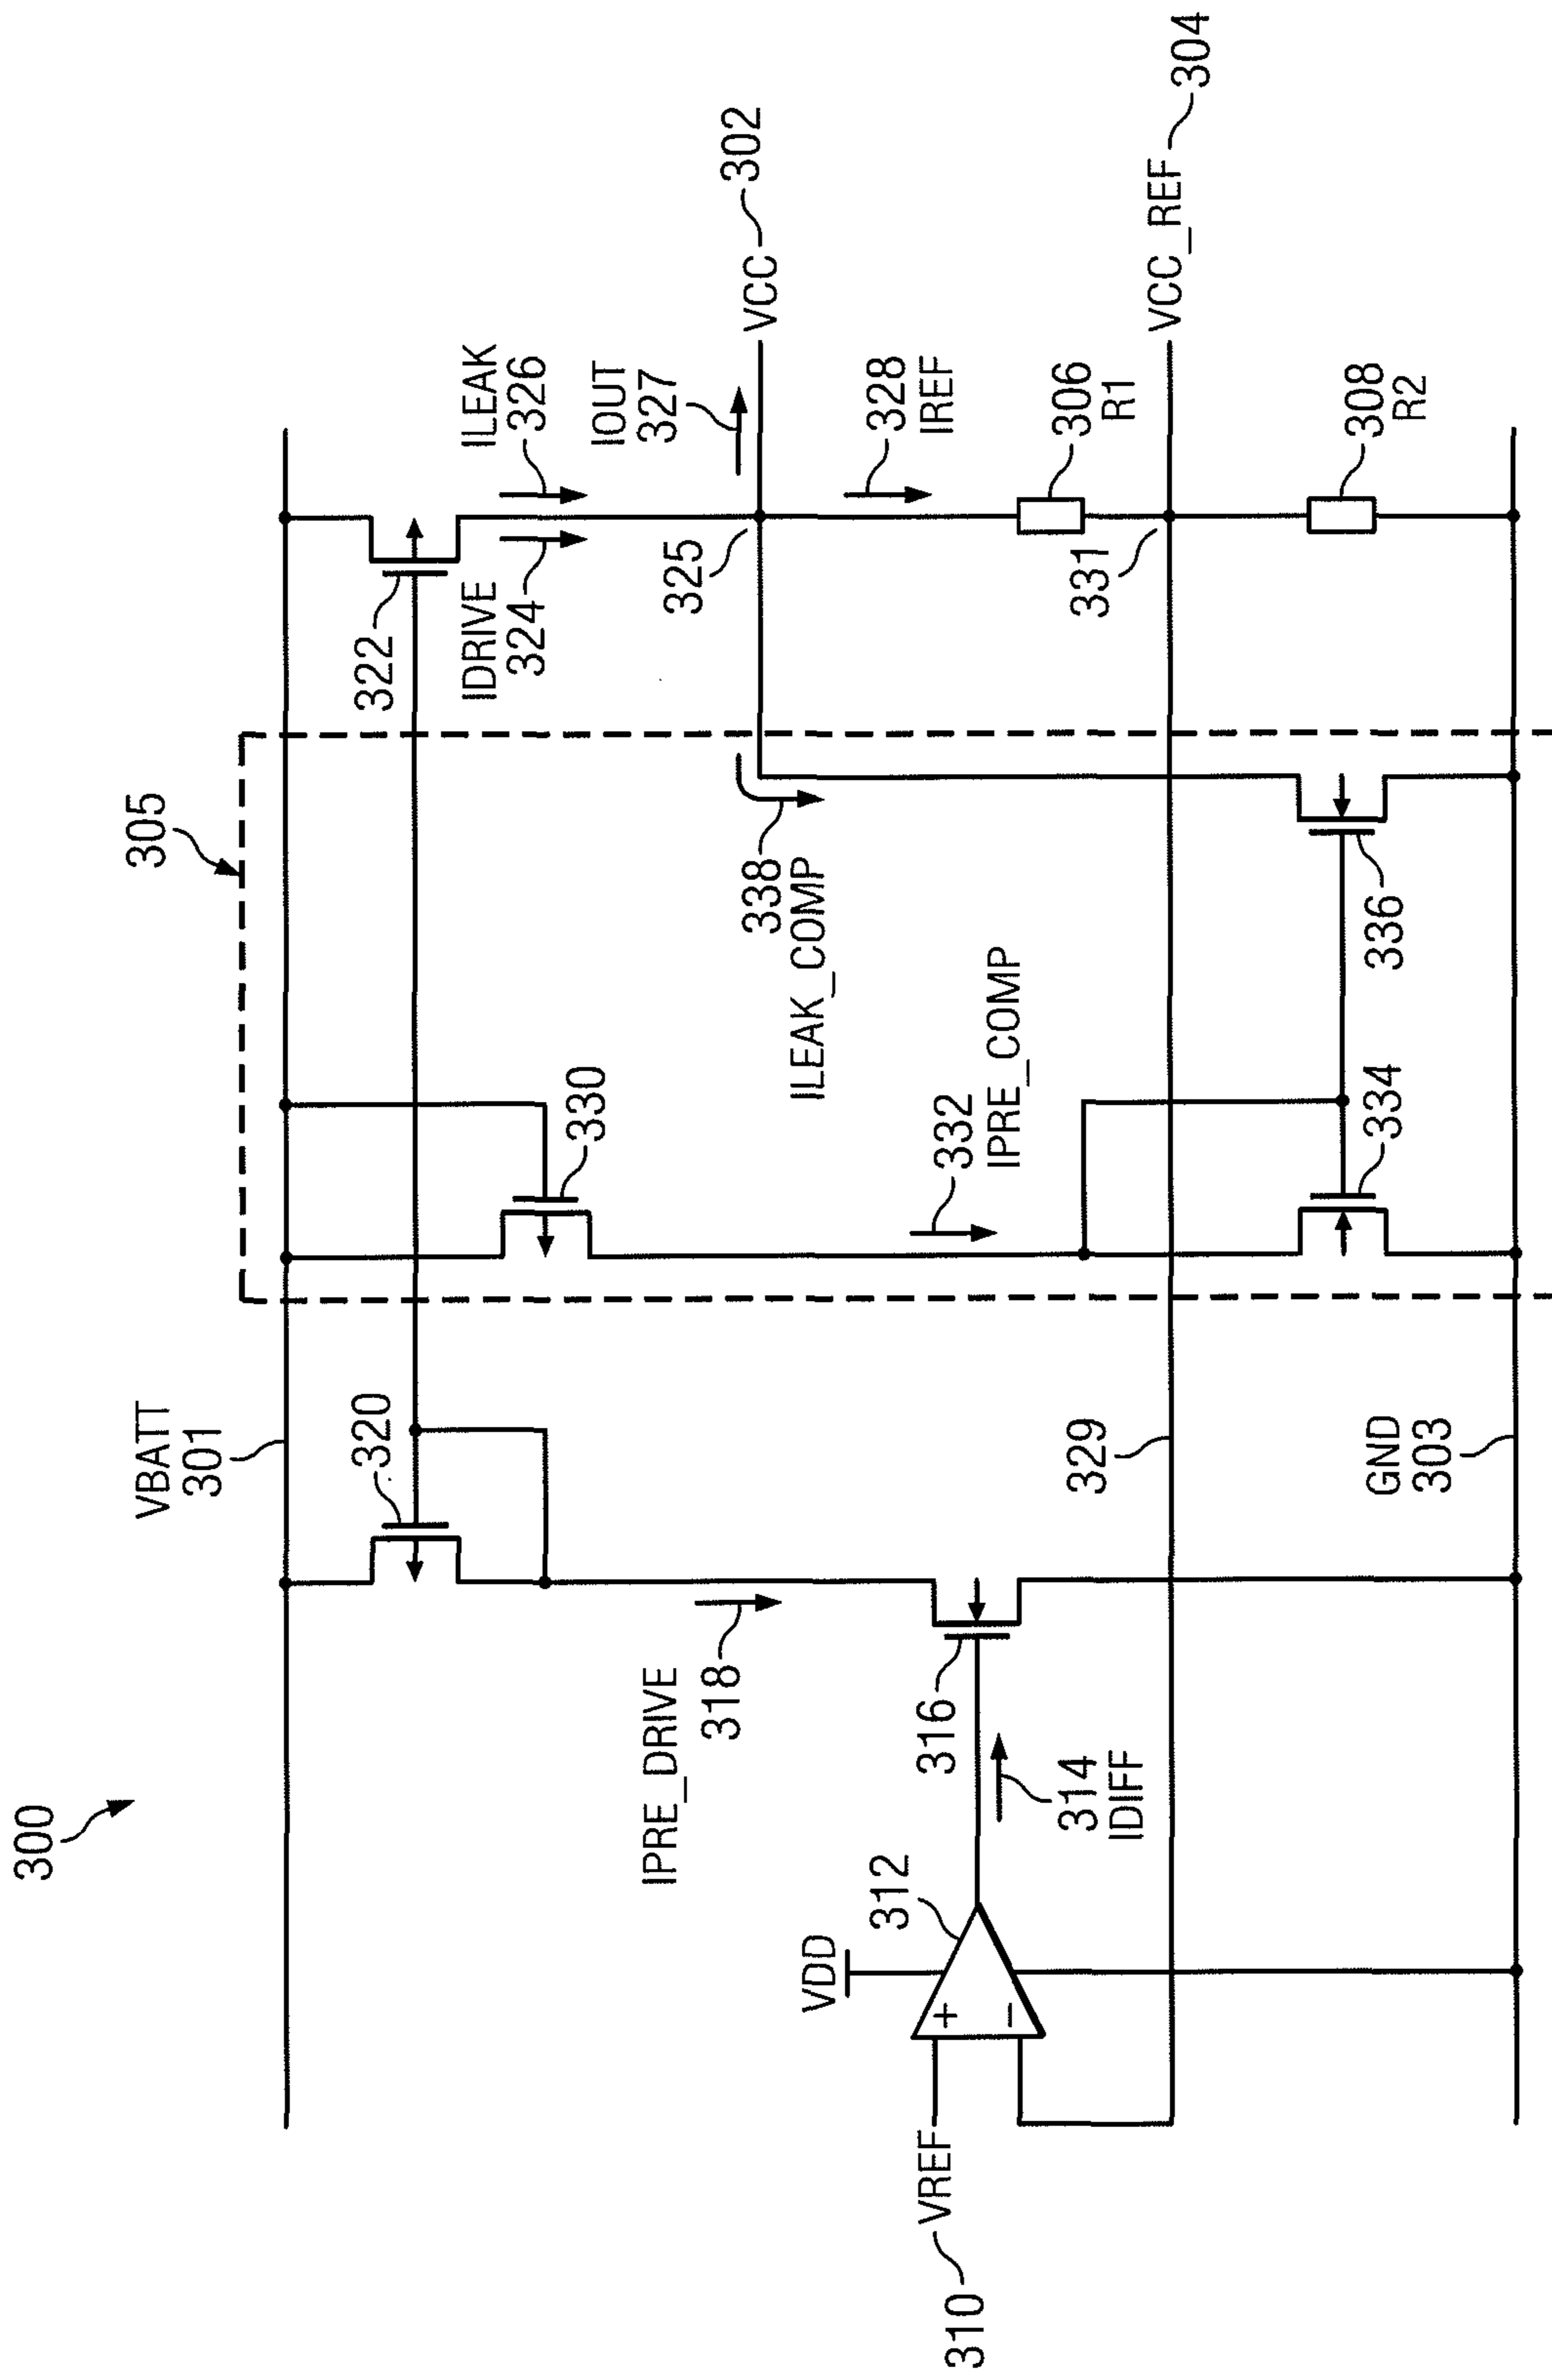 300
VBATT
301
305
320
322
ILEAK
326
IDRIVE
324
330
IOUT
327
VCC
302
325
IPRE_DRIVE
318
338
ILEAK_COMP
328
IREF
VDD
312
316
332
IPRE_COMP
306
R1
310
VREF
+
−
314
IDIFF
329
331
VCC_REF
304
334
336
308
R2
GND
303